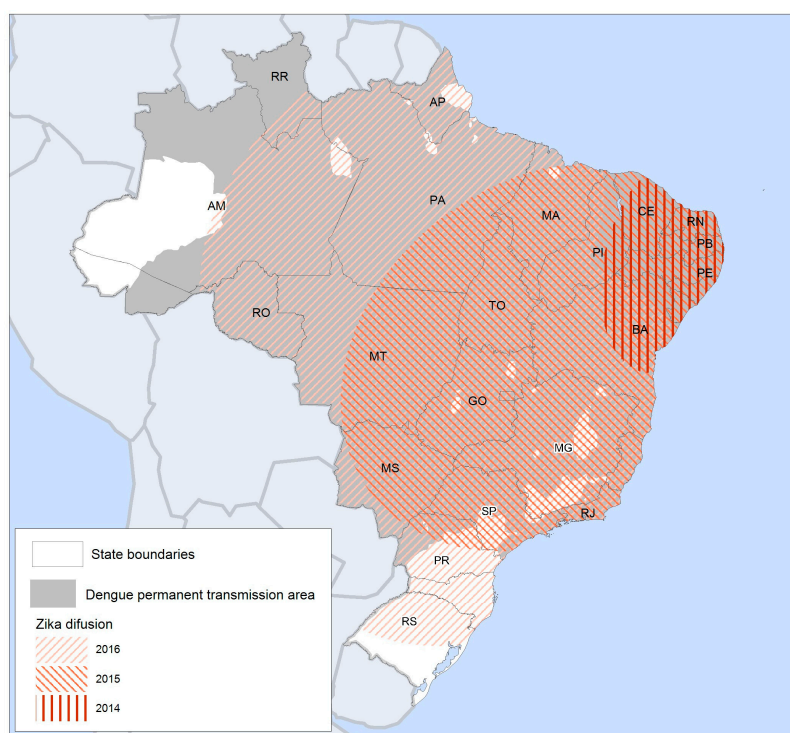 RR
AP
AM
PA
CE
MA
RN
PB
PI
PE
TO
RO
BA
MT
GO
MG
MS
SP
RJ
PR
RS
State boundaries
Dengue permanent transmission area
Zika difusion
2016
2015
2014